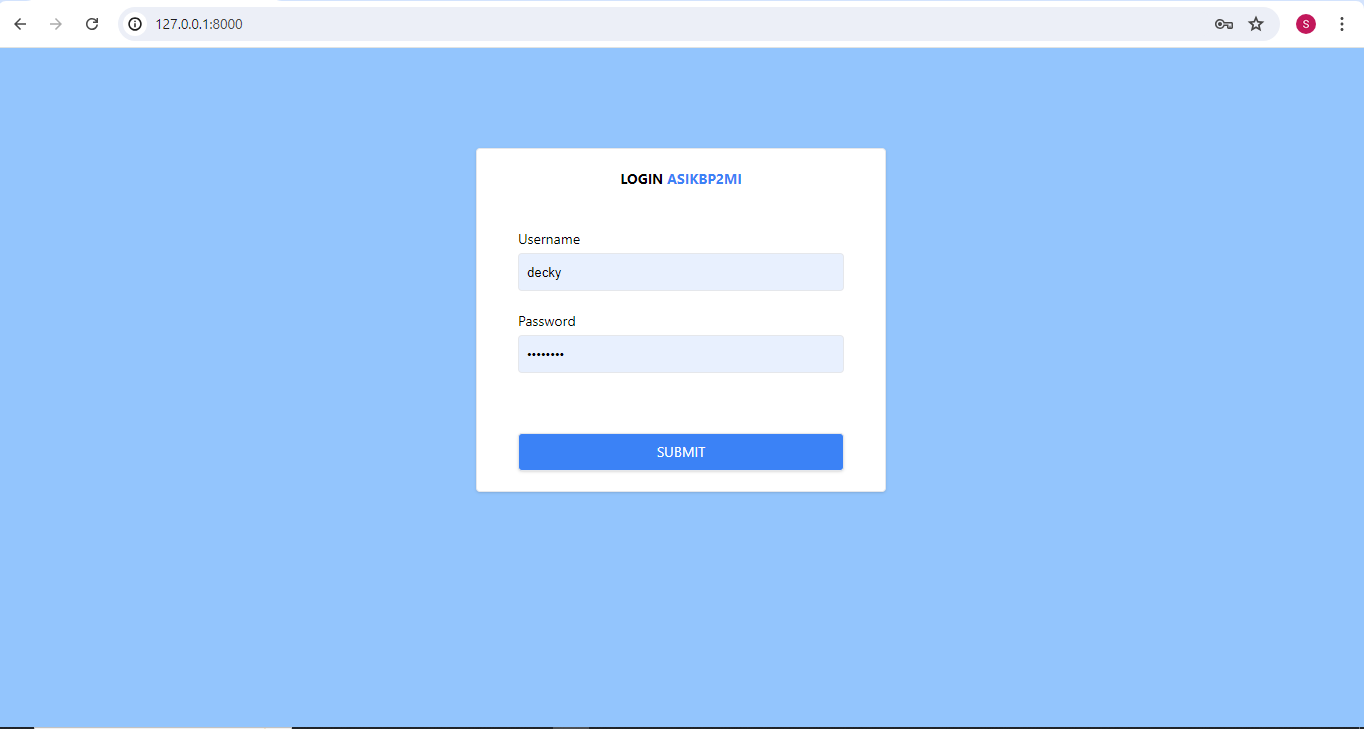 127.0.0.1:8000
S
LOGIN ASIKBP2MI
Username
decky
Password
••••••••
SUBMIT